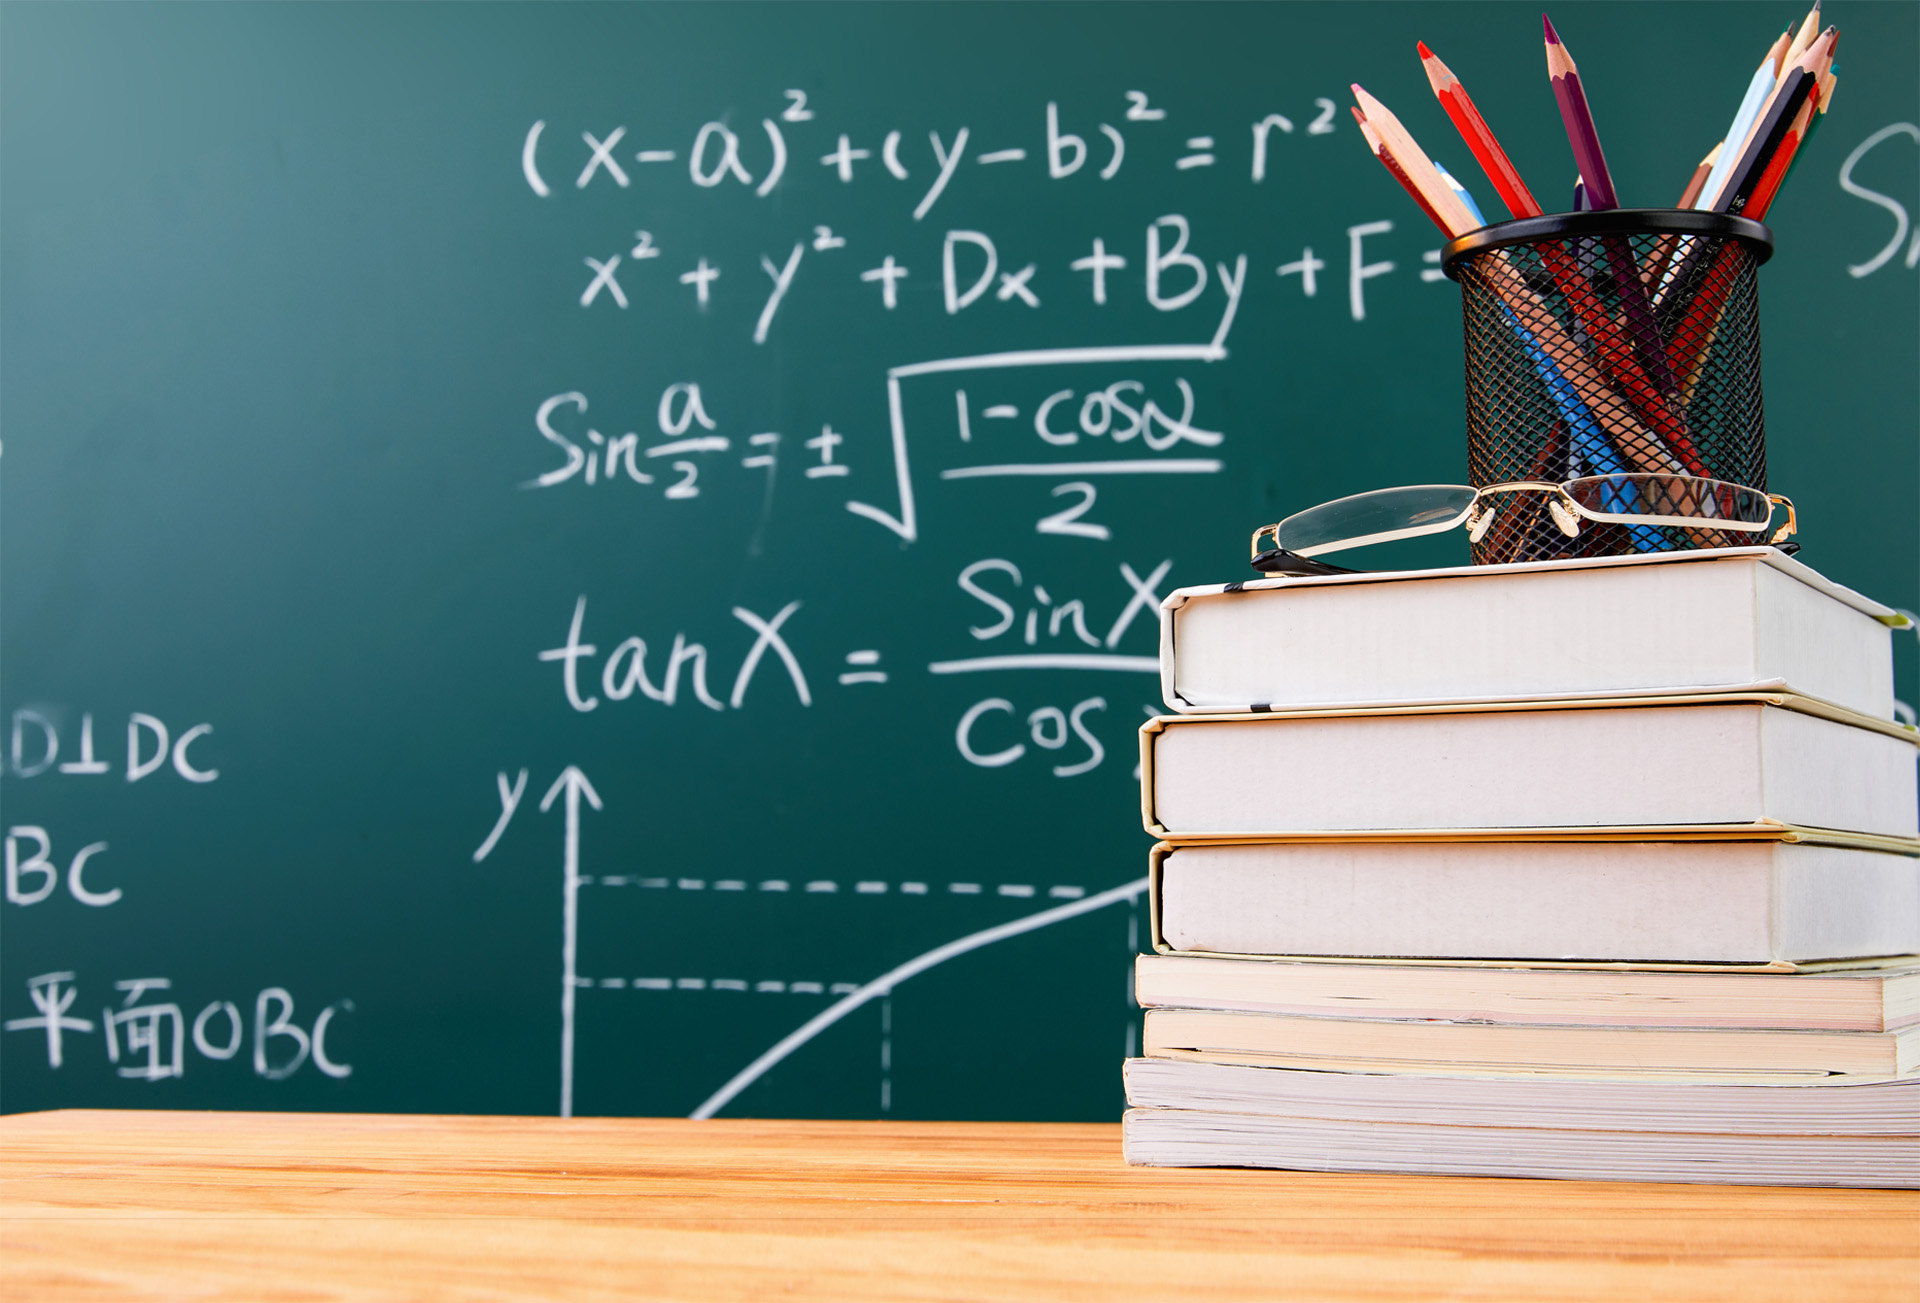 (x-a)²+(y-b)²=r²
x²+y²+Dx+By+F=
Sin a/2 = ± √((1-cosα)/2)
tanX = SinX/Cos
D⊥DC
BC
平面OBC
y